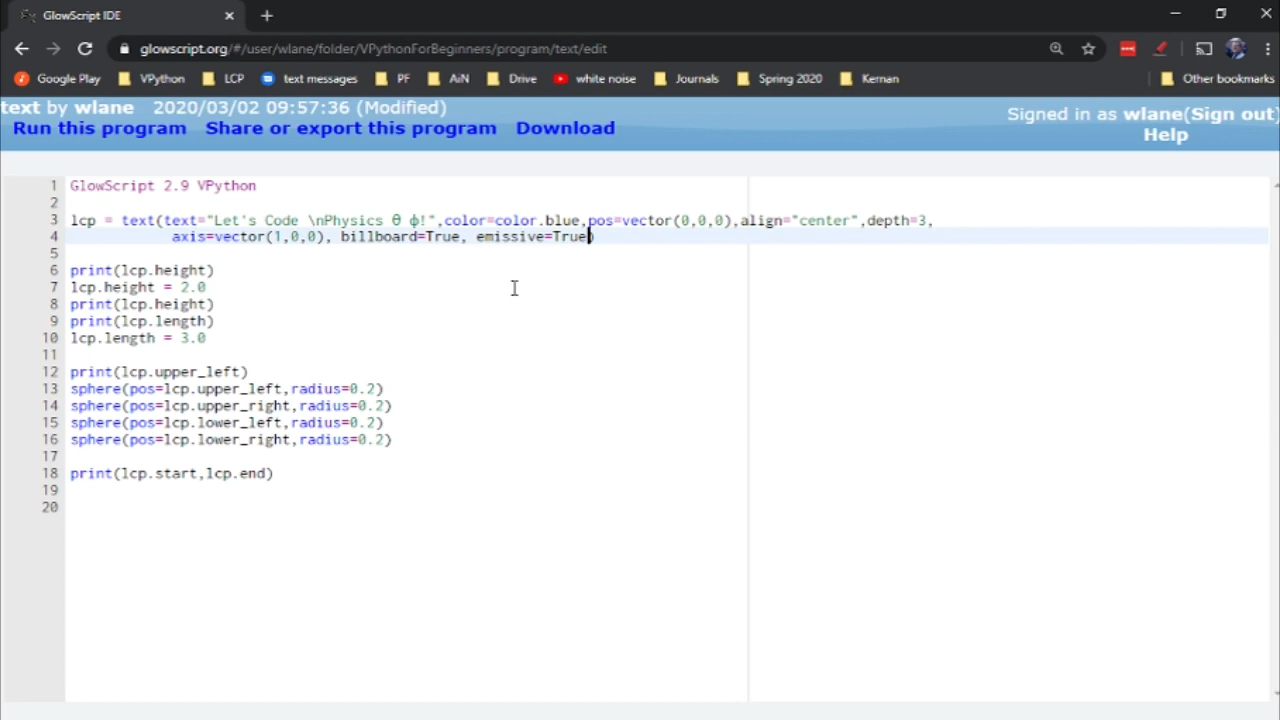 GlowScript IDE
glowscript.org/#/user/wlane/folder/VPythonForBeginners/program/text/edit
Google Play VPython LCP text messages PF AiN Drive white noise Journals Spring 2020 Kernan Other bookmarks
text by wlane 2020/03/02 09:57:36 (Modified) Signed in as wlane(Sign out)
Run this program Share or export this program Download Help
1 GlowScript 2.9 VPython
2
3 lcp = text(text="Let's Code \nPhysics θ ϕ!",color=color.blue,pos=vector(0,0,0),align="center",depth=3,
4 axis=vector(1,0,0), billboard=True, emissive=True)
5
6 print(lcp.height)
7 lcp.height = 2.0
8 print(lcp.height)
9 print(lcp.length)
10 lcp.length = 3.0
11
12 print(lcp.upper_left)
13 sphere(pos=lcp.upper_left,radius=0.2)
14 sphere(pos=lcp.upper_right,radius=0.2)
15 sphere(pos=lcp.lower_left,radius=0.2)
16 sphere(pos=lcp.lower_right,radius=0.2)
17
18 print(lcp.start,lcp.end)
19
20